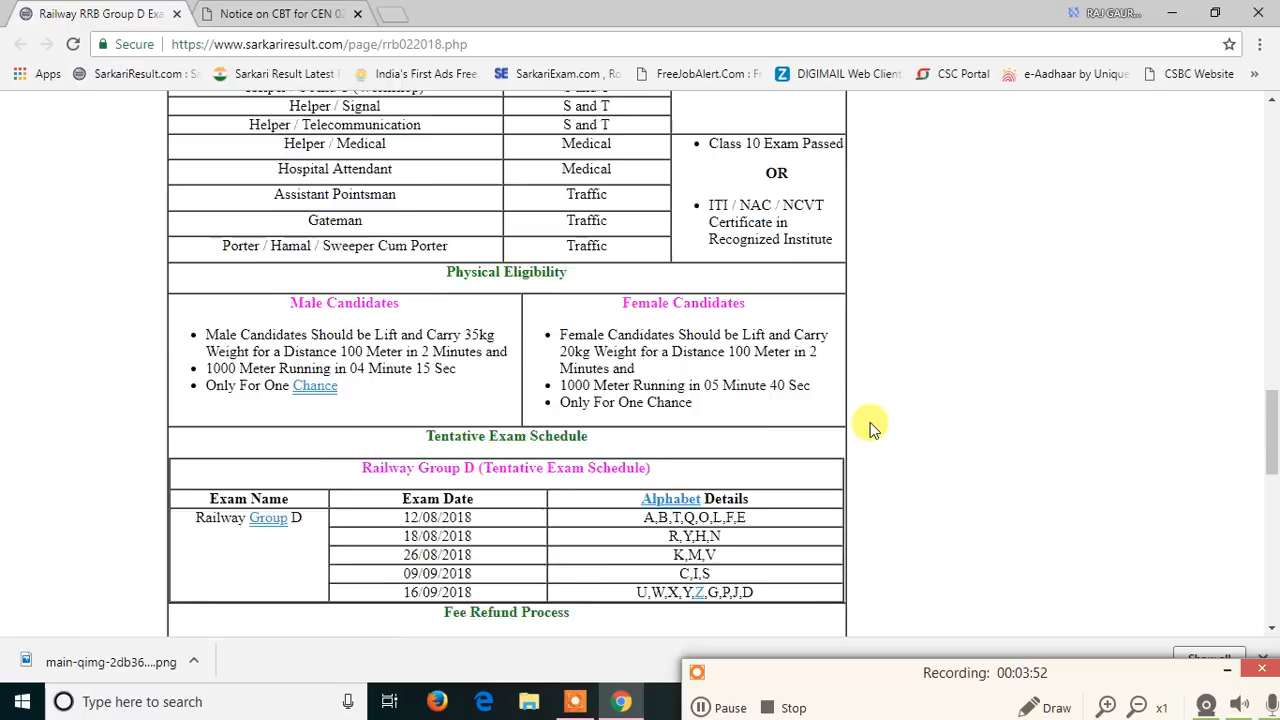 Railway RRB Group D Exa
Notice on CBT for CEN 02
RAJ GAUR...
Secure
https://www.sarkariresult.com/page/rrb022018.php
Apps
SarkariResult.com : Sa
Sarkari Result Latest
India's First Ads Free
SarkariExam.com , Ro
FreeJobAlert.Com : F
DIGIMAIL Web Client
CSC Portal
e-Aadhaar by Unique
CSBC Website
»
Helper / Signal
S and T
Helper / Telecommunication
S and T
Helper / Medical
Medical
Class 10 Exam Passed
OR
ITI / NAC / NCVT
Certificate in
Recognized Institute
Hospital Attendant
Medical
Assistant Pointsman
Traffic
Gateman
Traffic
Porter / Hamal / Sweeper Cum Porter
Traffic
Physical Eligibility
Male Candidates
Male Candidates Should be Lift and Carry 35kg
Weight for a Distance 100 Meter in 2 Minutes and
1000 Meter Running in 04 Minute 15 Sec
Only For One Chance
Female Candidates
Female Candidates Should be Lift and Carry
20kg Weight for a Distance 100 Meter in 2
Minutes and
1000 Meter Running in 05 Minute 40 Sec
Only For One Chance
Tentative Exam Schedule
Railway Group D (Tentative Exam Schedule)
Exam Name
Exam Date
Alphabet Details
Railway Group D
12/08/2018
A,B,T,Q,O,L,F,E
18/08/2018
R,Y,H,N
26/08/2018
K,M,V
09/09/2018
C,I,S
16/09/2018
U,W,X,Y,Z,G,P,J,D
Fee Refund Process
main-qimg-2db36....png
Show all
Recording: 00:03:52
Type here to search
Pause
Stop
Draw
x1